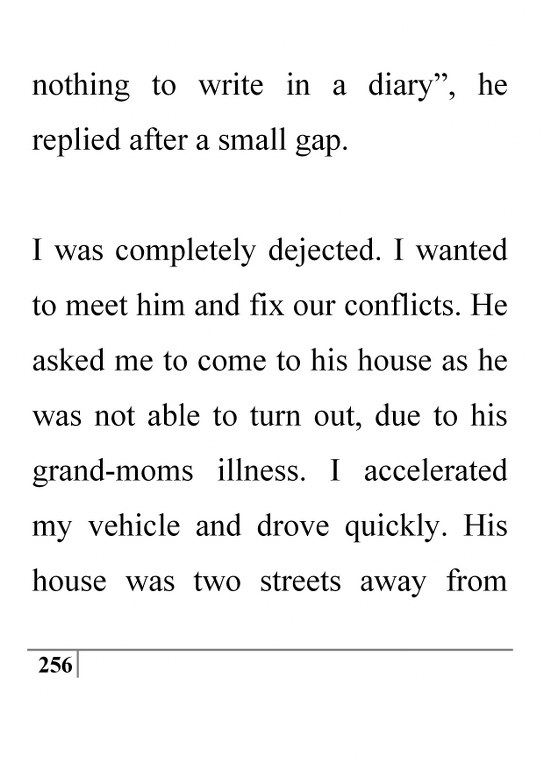 nothing to write in a diary”, he
replied after a small gap.
I was completely dejected. I wanted
to meet him and fix our conflicts. He
asked me to come to his house as he
was not able to turn out, due to his
grand-moms illness. I accelerated
my vehicle and drove quickly. His
house was two streets away from
256